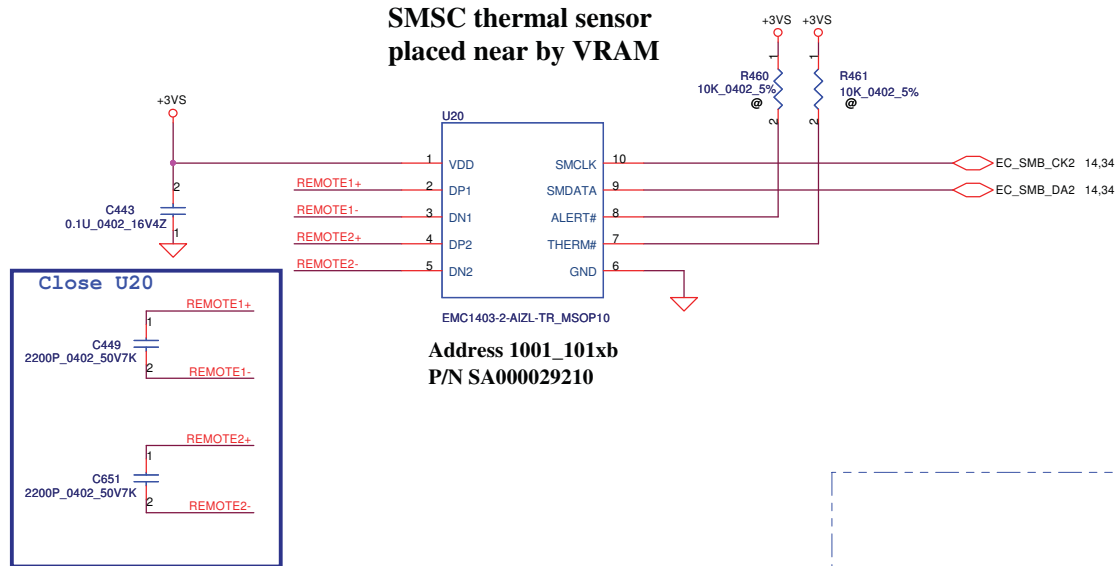 SMSC thermal sensor
placed near by VRAM
+3VS
+3VS
1
1
R460
10K_0402_5%
@
R461
10K_0402_5%
@
2
2
+3VS
2
C443
0.1U_0402_16V4Z
1
U20
1 VDD
SMCLK 10
EC_SMB_CK2 14,34
REMOTE1+ 2 DP1
SMDATA 9
EC_SMB_DA2 14,34
REMOTE1- 3 DN1
ALERT# 8
REMOTE2+ 4 DP2
THERM# 7
REMOTE2- 5 DN2
GND 6
EMC1403-2-AIZL-TR_MSOP10
Address 1001_101xb
P/N SA000029210
Close U20
REMOTE1+
1
C449
2200P_0402_50V7K
2
REMOTE1-
REMOTE2+
1
C651
2200P_0402_50V7K
2
REMOTE2-